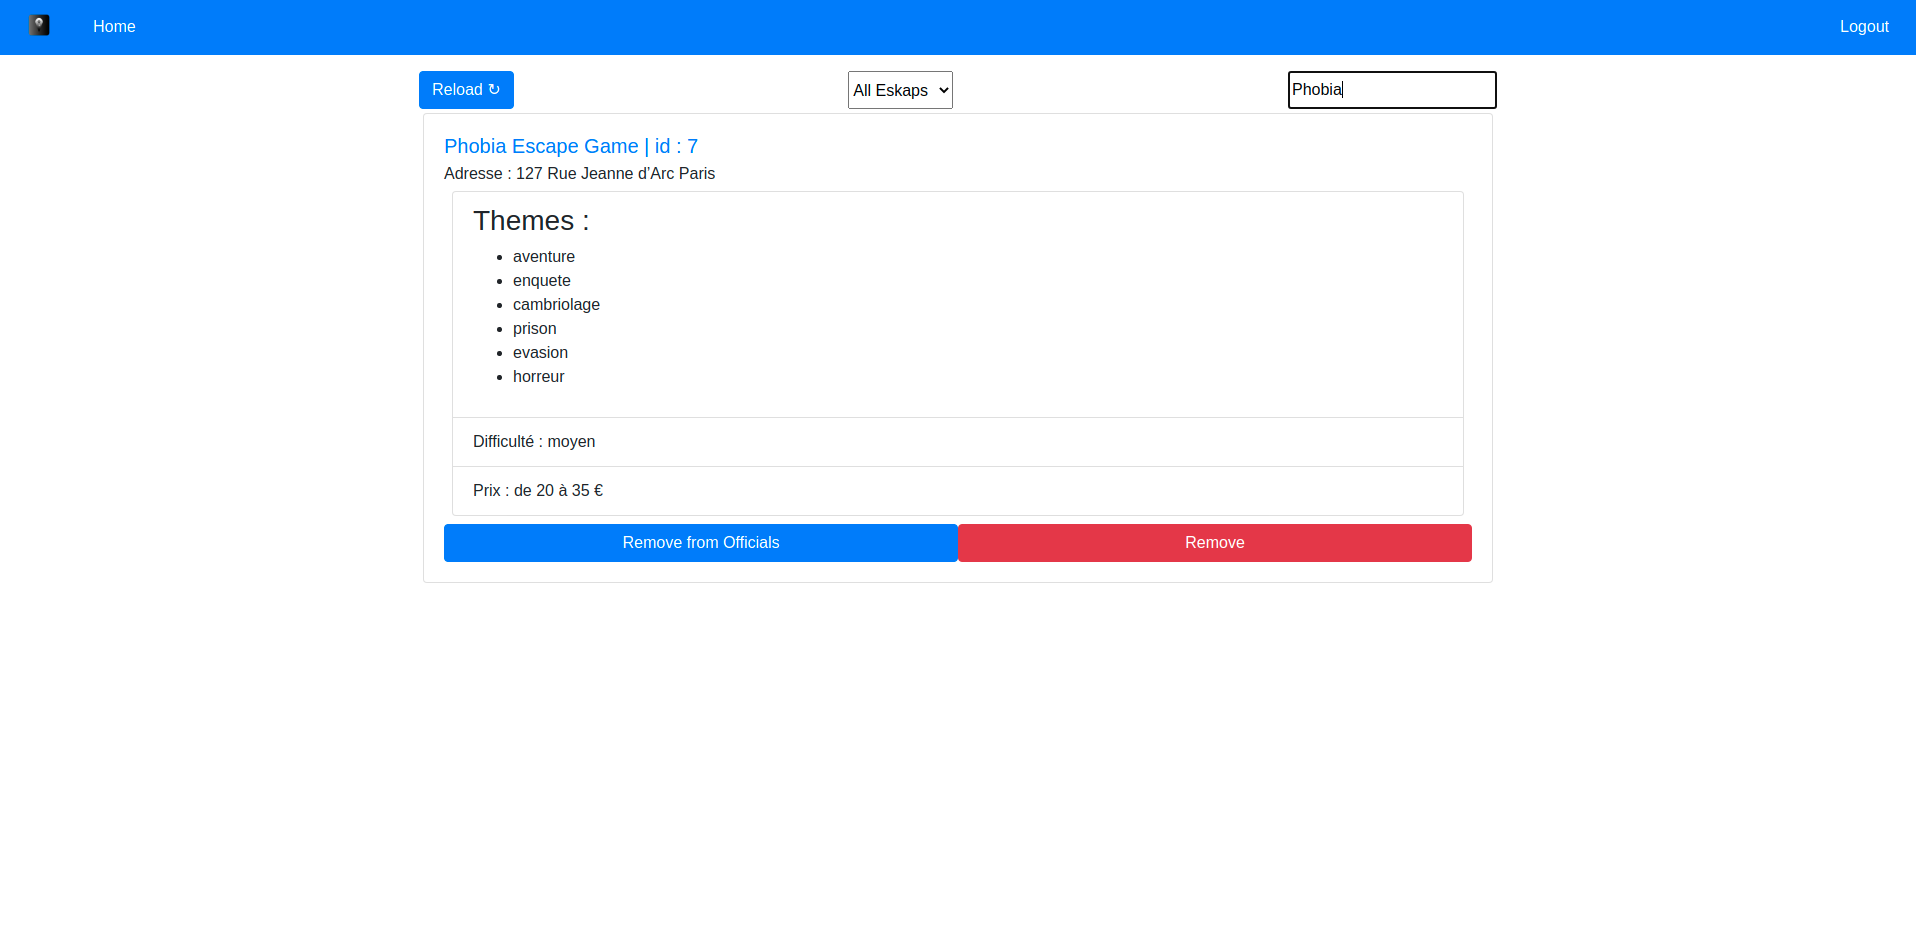 Home
Logout
Reload ↻
All Eskaps
Phobia
Phobia Escape Game | id : 7
Adresse : 127 Rue Jeanne d’Arc Paris
Themes :
• aventure
• enquete
• cambriolage
• prison
• evasion
• horreur
Difficulté : moyen
Prix : de 20 à 35 €
Remove from Officials
Remove